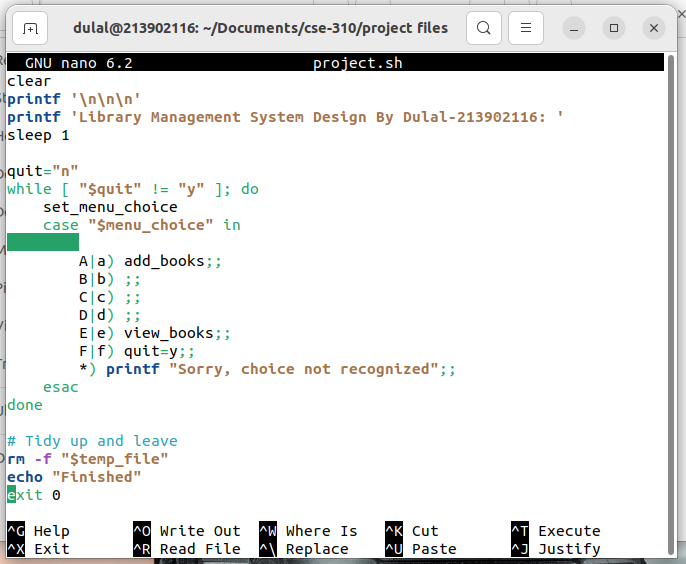 dulal@213902116: ~/Documents/cse-310/project files
GNU nano 6.2 project.sh
clear
printf '\n\n\n'
printf 'Library Management System Design By Dulal-213902116: '
sleep 1
quit="n"
while [ "$quit" != "y" ]; do
    set_menu_choice
    case "$menu_choice" in
        A|a) add_books;;
        B|b) ;;
        C|c) ;;
        D|d) ;;
        E|e) view_books;;
        F|f) quit=y;;
        *) printf "Sorry, choice not recognized";;
    esac
done
# Tidy up and leave
rm -f "$temp_file"
echo "Finished"
exit 0
^G Help ^O Write Out ^W Where Is ^K Cut ^T Execute
^X Exit ^R Read File ^\ Replace ^U Paste ^J Justify